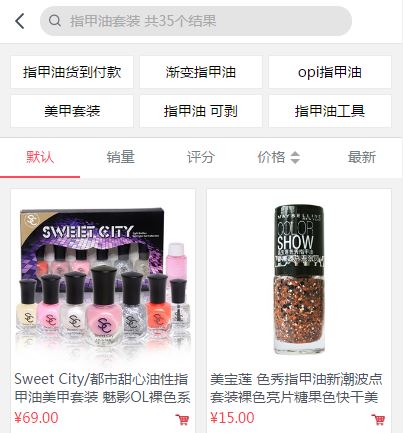 指甲油套装 共35个结果
指甲油货到付款 渐变指甲油 opi指甲油
美甲套装 指甲油 可剥 指甲油工具
默认 销量 评分 价格 最新
SC
SWEET CITY
SC
MAYBELLINE
COLOR
SHOW
Sweet City/都市甜心油性指
甲油美甲套装 魅影OL裸色系
¥69.00
美宝莲 色秀指甲油新潮波点
套装裸色亮片糖果色快干美
¥15.00